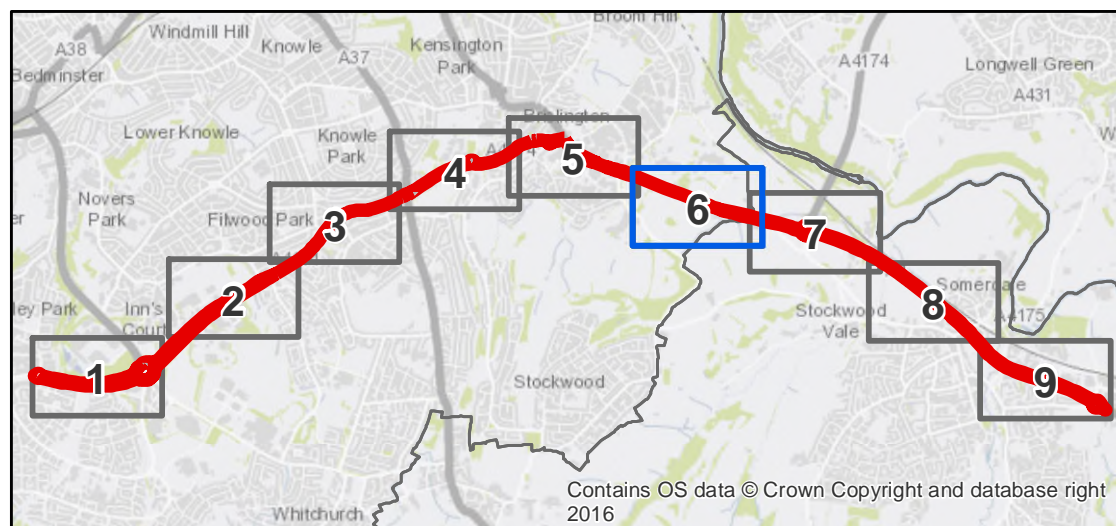 Windmill Hill
Broom Hill
A38
Knowle
A37
Kensington
Park
A4174
Longwell Green
Bedminster
A431
Lower Knowle
Knowle
Park
Novers
Park
Filwood Park
Inn's
Court
Stockwood
Stockwood
Vale
Somerdale
A4175
Whitchurch
1
2
3
4
5
6
7
8
9
Contains OS data © Crown Copyright and database right
2016